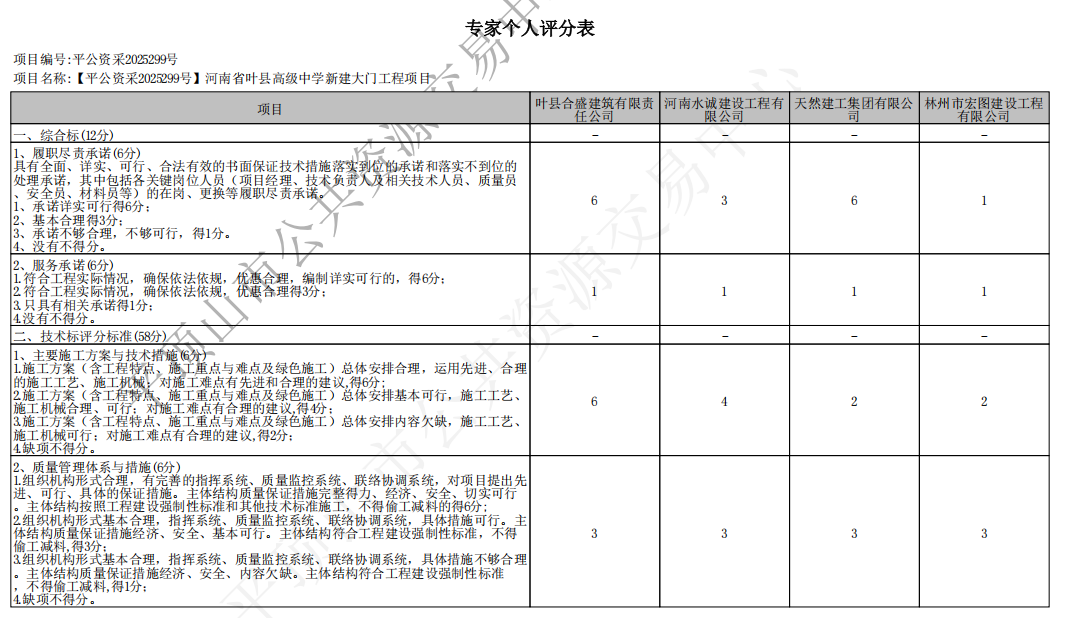 专家个人评分表
项目编号:平公资采2025299号
项目名称:【平公资采2025299号】河南省叶县高级中学新建大门工程项目
项目
叶县合盛建筑有限责
任公司
河南水诚建设工程有
限公司
天然建工集团有限公
司
林州市宏图建设工程
有限公司
一、综合标(12分)
-
-
-
-
1、履职尽责承诺(6分)
具有全面、详实、可行、合法有效的书面保证技术措施落实到位的承诺和落实不到位的
处理承诺，其中包括各关键岗位人员（项目经理、技术负责人及相关技术人员、质量员
、安全员、材料员等）的在岗、更换等履职尽责承诺。
1、承诺详实可行得6分；
2、基本合理得3分；
3、承诺不够合理，不够可行，得1分。
4、没有不得分。
6
3
6
1
2、服务承诺(6分)
1.符合工程实际情况，确保依法依规，优惠合理，编制详实可行的，得6分；
2.符合工程实际情况，确保依法依规，优惠合理得3分；
3.只具有相关承诺得1分；
4.没有不得分。
1
1
1
1
二、技术标评分标准(58分)
-
-
-
-
1、主要施工方案与技术措施(6分)
1.施工方案（含工程特点、施工重点与难点及绿色施工）总体安排合理，运用先进、合理
的施工工艺、施工机械；对施工难点有先进和合理的建议,得6分;
2.施工方案（含工程特点、施工重点与难点及绿色施工）总体安排基本可行，施工工艺、
施工机械合理、可行；对施工难点有合理的建议,得4分；
3.施工方案（含工程特点、施工重点与难点及绿色施工）总体安排内容欠缺，施工工艺、
施工机械可行；对施工难点有合理的建议,得2分；
4.缺项不得分。
6
4
2
2
2、质量管理体系与措施(6分)
1.组织机构形式合理，有完善的指挥系统、质量监控系统、联络协调系统，对项目提出先
进、可行、具体的保证措施。主体结构质量保证措施完整得力、经济、安全、切实可行
。主体结构按照工程建设强制性标准和其他技术标准施工，不得偷工减料的得6分;
2.组织机构形式基本合理，指挥系统、质量监控系统、联络协调系统，具体措施可行。主
体结构质量保证措施经济、安全、基本可行。主体结构符合工程建设强制性标准，不得
偷工减料,得3分；
3.组织机构形式基本合理，指挥系统、质量监控系统、联络协调系统，具体措施不够合理
。主体结构质量保证措施经济、安全、内容欠缺。主体结构符合工程建设强制性标准
，不得偷工减料,得1分；
4.缺项不得分。
3
3
3
3
平顶山市公共资源交易中
平顶山市公共资源交易中心